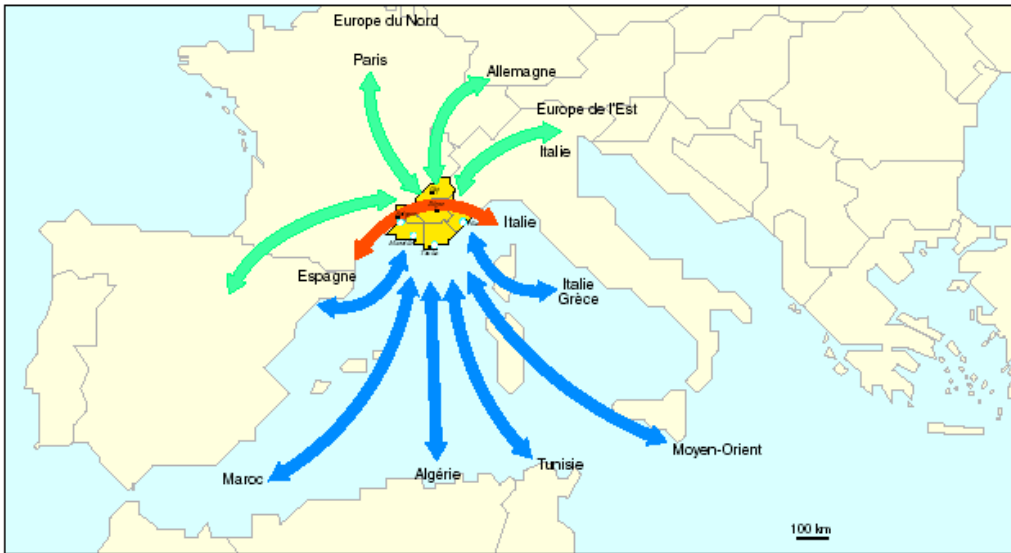 Europe du Nord
Paris
Allemagne
Europe de l'Est
Italie
Italie
Espagne
Italie
Grèce
Moyen-Orient
Tunisie
Algérie
Maroc
100 km